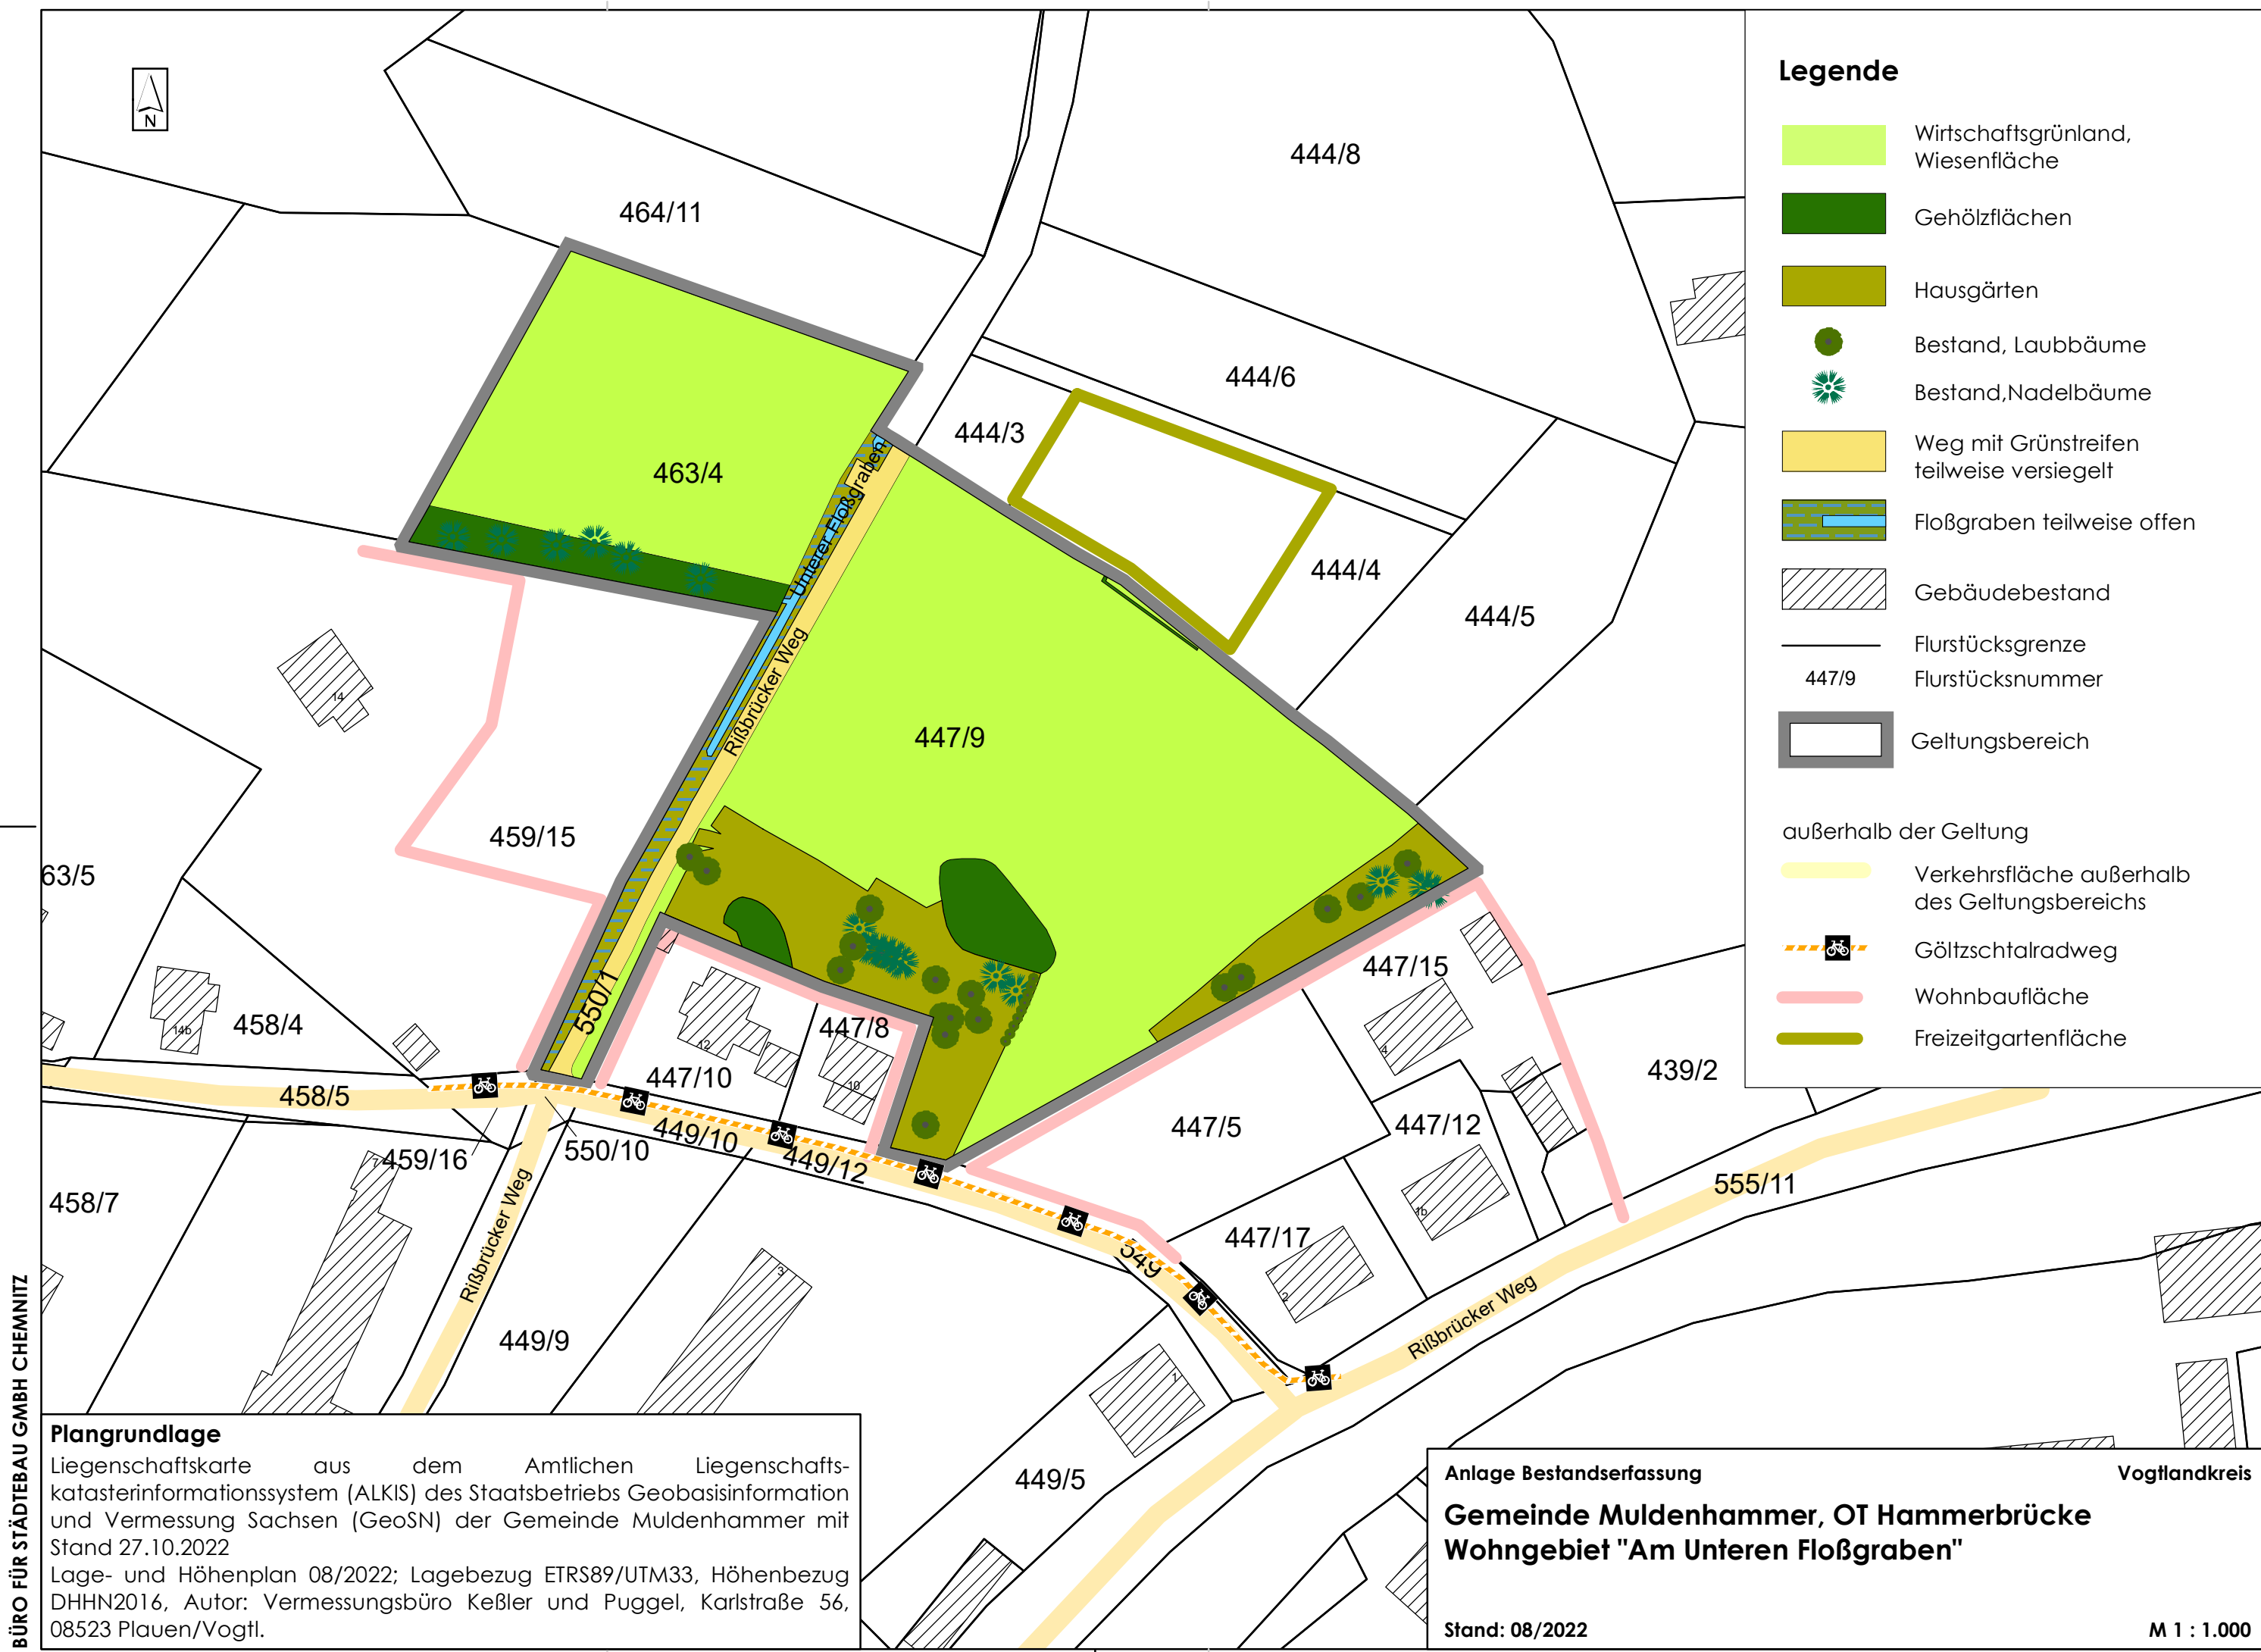 N
464/11
444/8
444/6
444/3
463/4
444/4
444/5
Unterer Floßgraben
Rißbrücker Weg
447/9
14
459/15
63/5
447/15
4
550/1
458/4
14b
12
447/8
10
447/10
439/2
458/5
447/5
447/12
1b
449/10
449/12
550/10
459/16
7
458/7
Rißbrücker Weg
447/17
2
549
555/11
Rißbrücker Weg
449/9
3
1
449/5
Legende
Wirtschaftsgrünland,
Wiesenfläche
Gehölzflächen
Hausgärten
Bestand, Laubbäume
Bestand,Nadelbäume
Weg mit Grünstreifen
teilweise versiegelt
Floßgraben teilweise offen
Gebäudebestand
Flurstücksgrenze
447/9 Flurstücksnummer
Geltungsbereich
außerhalb der Geltung
Verkehrsfläche außerhalb
des Geltungsbereichs
Göltzschtalradweg
Wohnbaufläche
Freizeitgartenfläche
BÜRO FÜR STÄDTEBAU GMBH CHEMNITZ
Plangrundlage
Liegenschaftskarte aus dem Amtlichen Liegenschafts-
katasterinformationssystem (ALKIS) des Staatsbetriebs Geobasisinformation
und Vermessung Sachsen (GeoSN) der Gemeinde Muldenhammer mit
Stand 27.10.2022
Lage- und Höhenplan 08/2022; Lagebezug ETRS89/UTM33, Höhenbezug
DHHN2016, Autor: Vermessungsbüro Keßler und Puggel, Karlstraße 56,
08523 Plauen/Vogtl.
Anlage Bestandserfassung Vogtlandkreis
Gemeinde Muldenhammer, OT Hammerbrücke
Wohngebiet "Am Unteren Floßgraben"
Stand: 08/2022 M 1 : 1.000